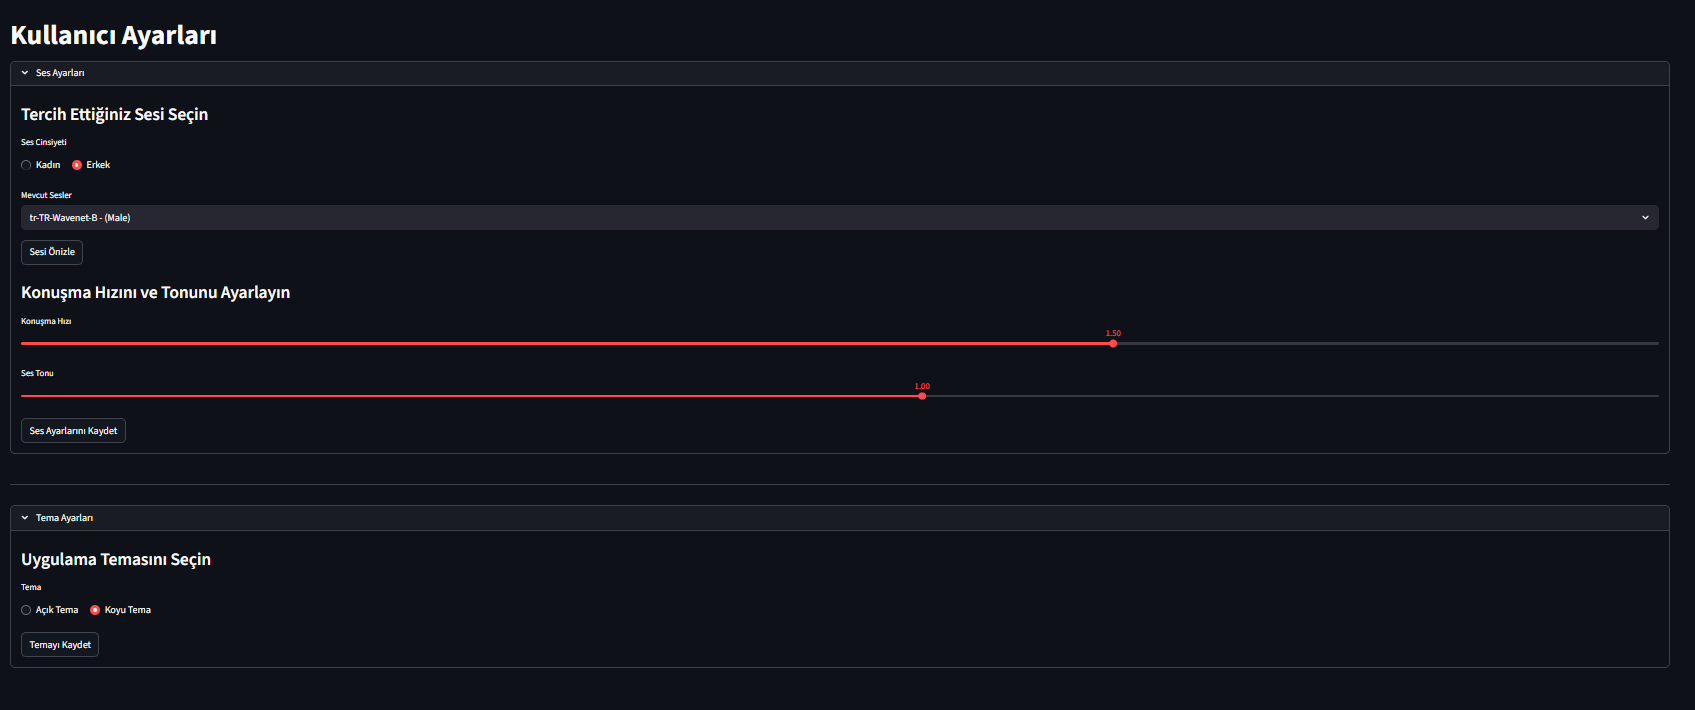 Kullanıcı Ayarları
Ses Ayarları
Tercih Ettiğiniz Sesi Seçin
Ses Cinsiyeti
Kadın Erkek
Mevcut Sesler
tr-TR-Wavenet-B - (Male)
Sesi Önizle
Konuşma Hızını ve Tonunu Ayarlayın
Konuşma Hızı
1.50
Ses Tonu
1.00
Ses Ayarlarını Kaydet
Tema Ayarları
Uygulama Temasını Seçin
Tema
Açık Tema Koyu Tema
Temayı Kaydet